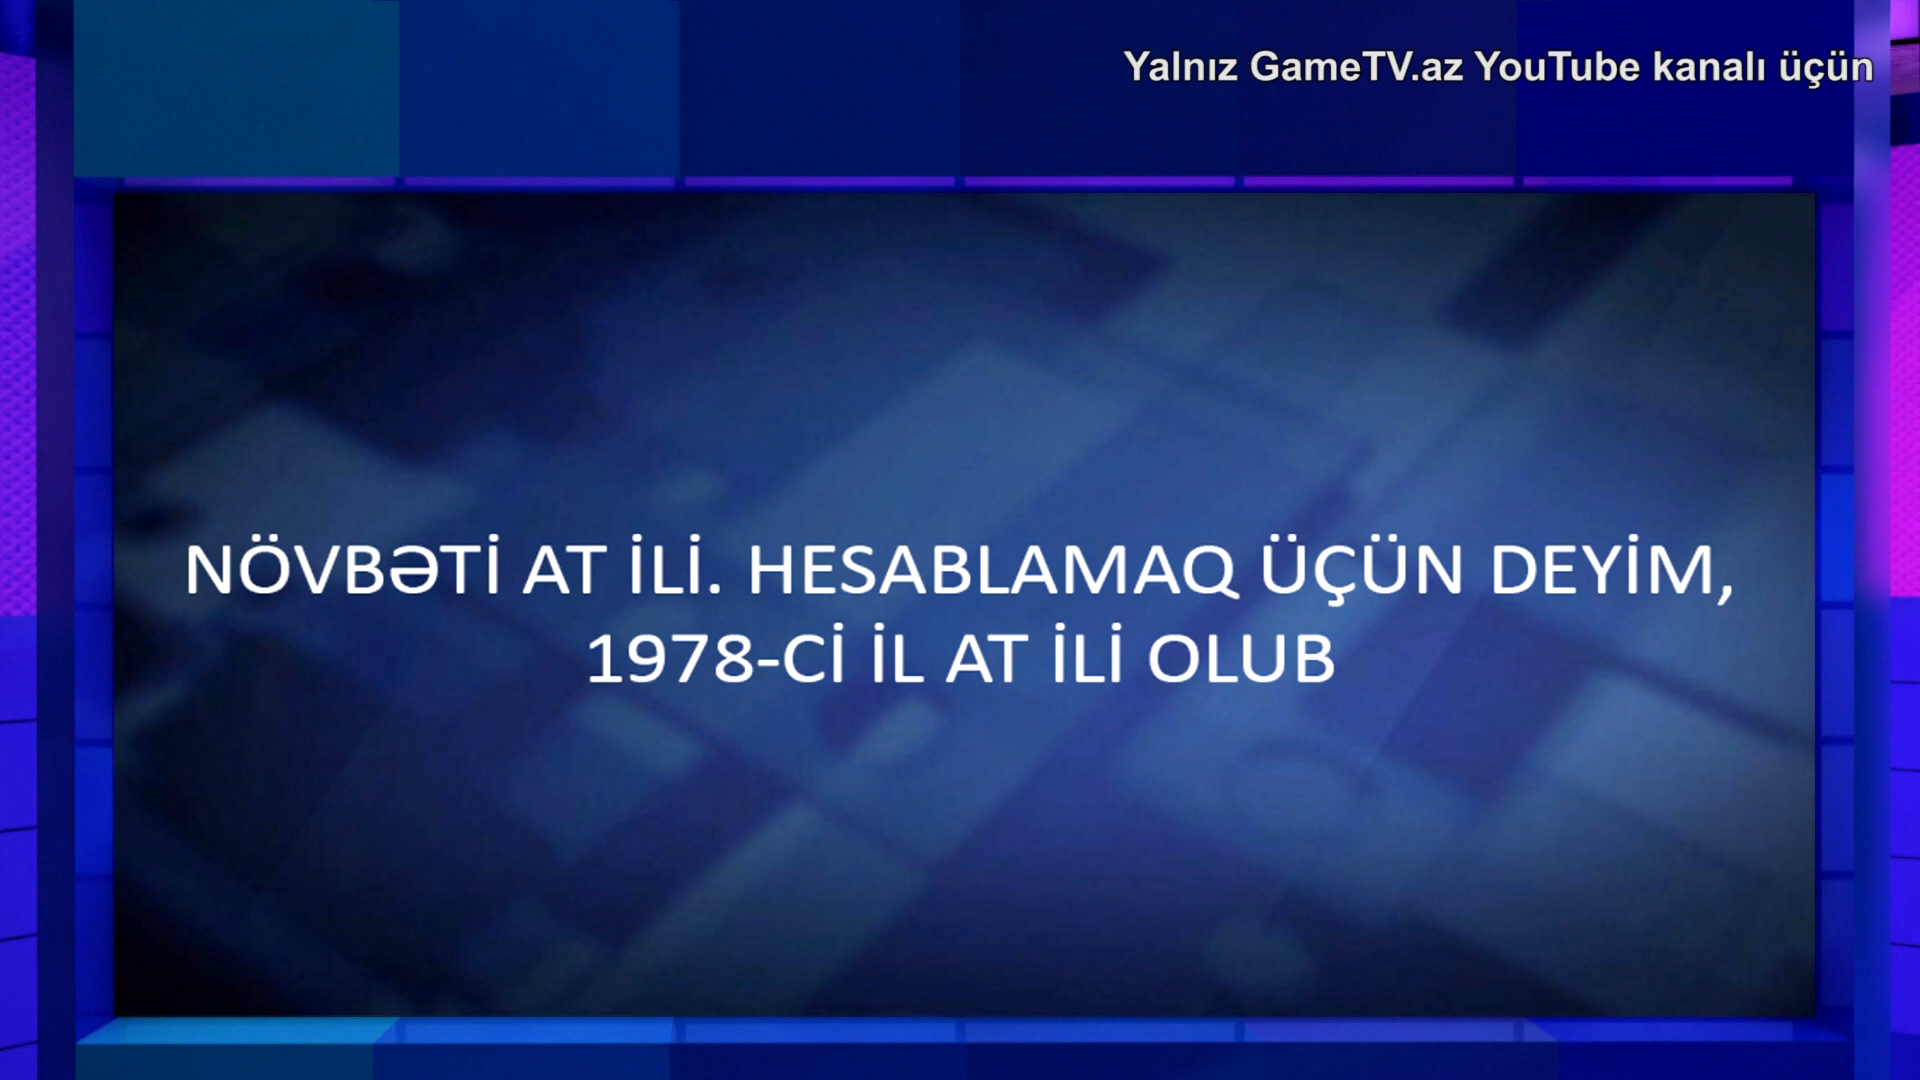 Yalnız GameTV.az YouTube kanalı üçün
NÖVBƏTİ AT İLİ. HESABLAMAQ ÜÇÜN DEYİM,
1978-Cİ İL AT İLİ OLUB